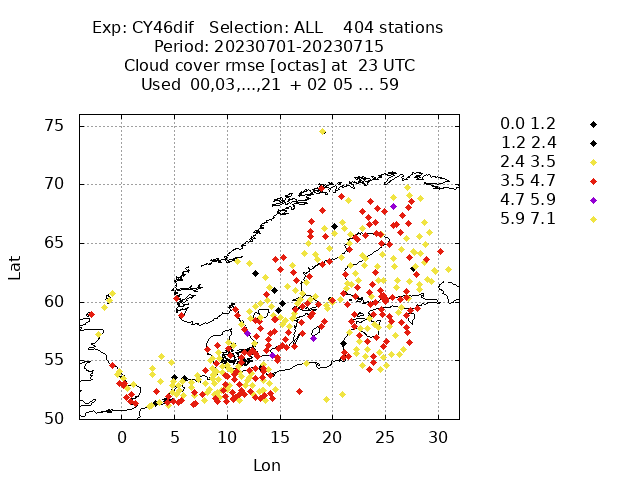 Exp: CY46dif   Selection: ALL    404 stations
Period: 20230701-20230715
Cloud cover rmse [octas] at  23 UTC
Used  00,03,...,21  + 02 05 ... 59
75
70
65
60
55
50
0 5 10 15 20 25 30
Lat
Lon
0.0 1.2
1.2 2.4
2.4 3.5
3.5 4.7
4.7 5.9
5.9 7.1